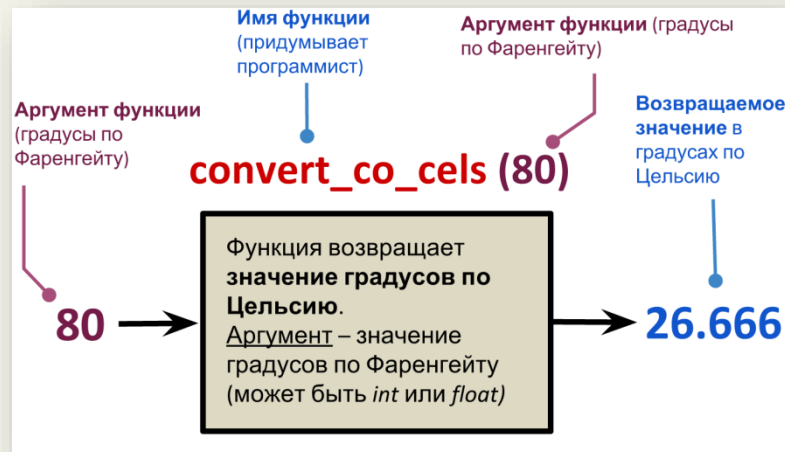 Имя функции
(придумывает
программист)
Аргумент функции (градусы
по Фаренгейту)
Аргумент функции
(градусы по
Фаренгейту)
Возвращаемое
значение в
градусах по
Цельсию
convert_co_cels (80)
80
Функция возвращает
значение градусов по
Цельсию.
Аргумент – значение
градусов по Фаренгейту
(может быть int или float)
26.666